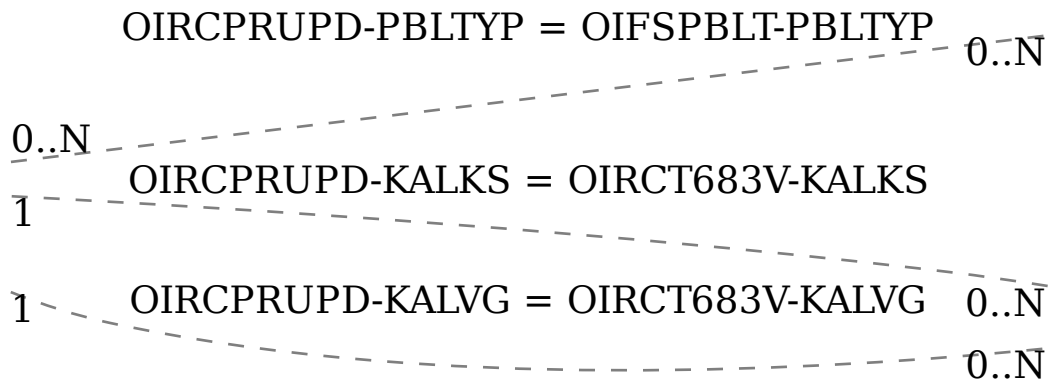 OIRCPRUPD-PBLTYP = OIFSPBLT-PBLTYP
0..N
0..N
OIRCPRUPD-KALKS = OIRCT683V-KALKS
1
OIRCPRUPD-KALVG = OIRCT683V-KALVG
0..N
1
0..N